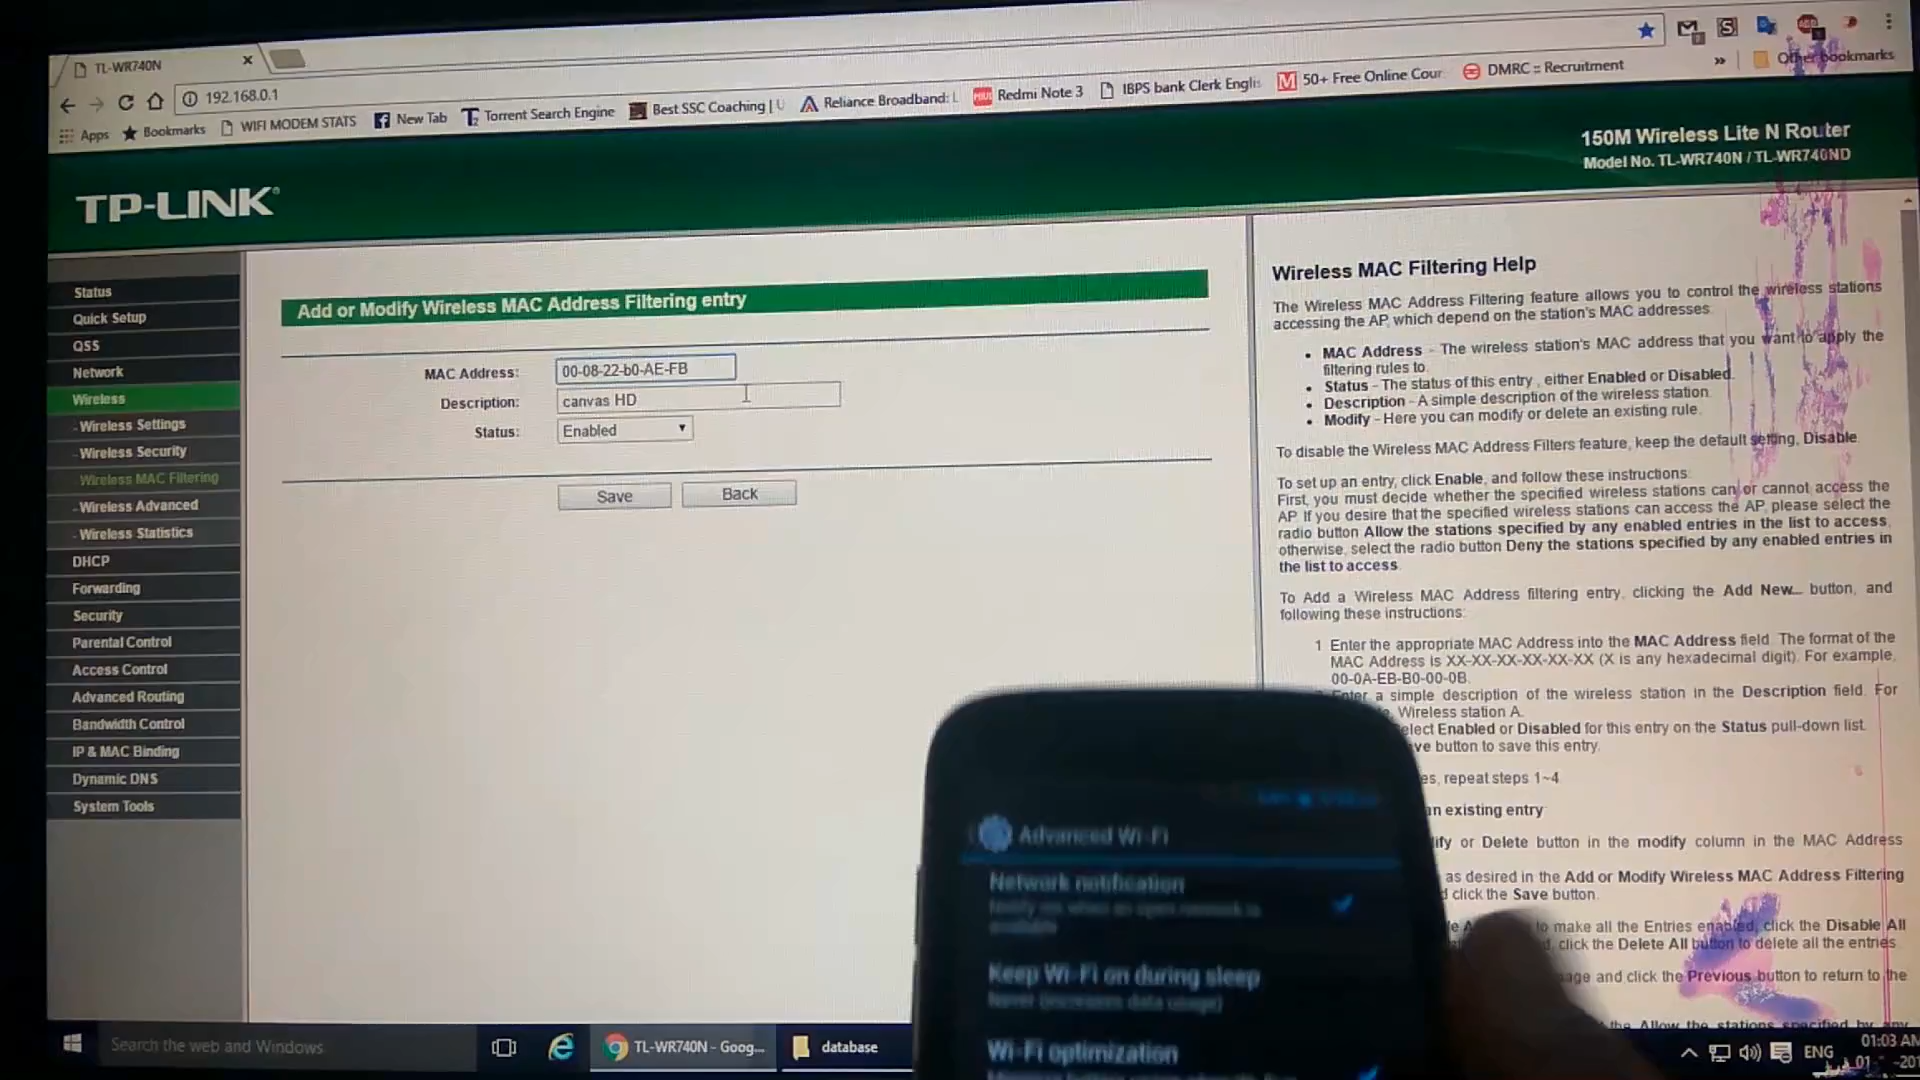 TL-WR740N
192.168.0.1
Apps
Bookmarks
WIFI MODEM STATS
New Tab
Torrent Search Engine
Best SSC Coaching | U
Reliance Broadband: L
Redmi Note 3
IBPS bank Clerk Englis
50+ Free Online Cour
DMRC :: Recruitment
»
Other bookmarks
TP-LINK®
150M Wireless Lite N Router
Model No. TL-WR740N / TL-WR740ND
Status
Quick Setup
QSS
Network
Wireless
- Wireless Settings
- Wireless Security
- Wireless MAC Filtering
- Wireless Advanced
- Wireless Statistics
DHCP
Forwarding
Security
Parental Control
Access Control
Advanced Routing
Bandwidth Control
IP & MAC Binding
Dynamic DNS
System Tools
Add or Modify Wireless MAC Address Filtering entry
MAC Address: 00-08-22-b0-AE-FB
Description: canvas HD
Status: Enabled
Save Back
Wireless MAC Filtering Help
The Wireless MAC Address Filtering feature allows you to control the wireless stations
accessing the AP, which depend on the station's MAC addresses.
• MAC Address - The wireless station's MAC address that you want to apply the
filtering rules to.
• Status - The status of this entry, either Enabled or Disabled.
• Description - A simple description of the wireless station.
• Modify - Here you can modify or delete an existing rule.
To disable the Wireless MAC Address Filters feature, keep the default setting, Disable.
To set up an entry, click Enable, and follow these instructions:
First, you must decide whether the specified wireless stations can or cannot access the
AP. If you desire that the specified wireless stations can access the AP, please select the
radio button Allow the stations specified by any enabled entries in the list to access,
otherwise, select the radio button Deny the stations specified by any enabled entries in
the list to access.
To Add a Wireless MAC Address filtering entry, clicking the Add New... button, and
following these instructions:
1 Enter the appropriate MAC Address into the MAC Address field. The format of the
MAC Address is XX-XX-XX-XX-XX-XX (X is any hexadecimal digit). For example,
00-0A-EB-B0-00-0B.
Enter a simple description of the wireless station in the Description field. For
Wireless station A.
elect Enabled or Disabled for this entry on the Status pull-down list.
ve button to save this entry.
es, repeat steps 1~4
an existing entry
ify or Delete button in the modify column in the MAC Address
as desired in the Add or Modify Wireless MAC Address Filtering
click the Save button.
to make all the Entries enabled, click the Disable All
click the Delete All button to delete all the entries.
age and click the Previous button to return to the
the Allow the stations specified by any
Advanced Wi-Fi
Network notification
Notify me when an open network is
available
Keep Wi-Fi on during sleep
Never (increases data usage)
Wi-Fi optimization
Search the web and Windows
TL-WR740N - Goog...
database
ENG
01:03 AM